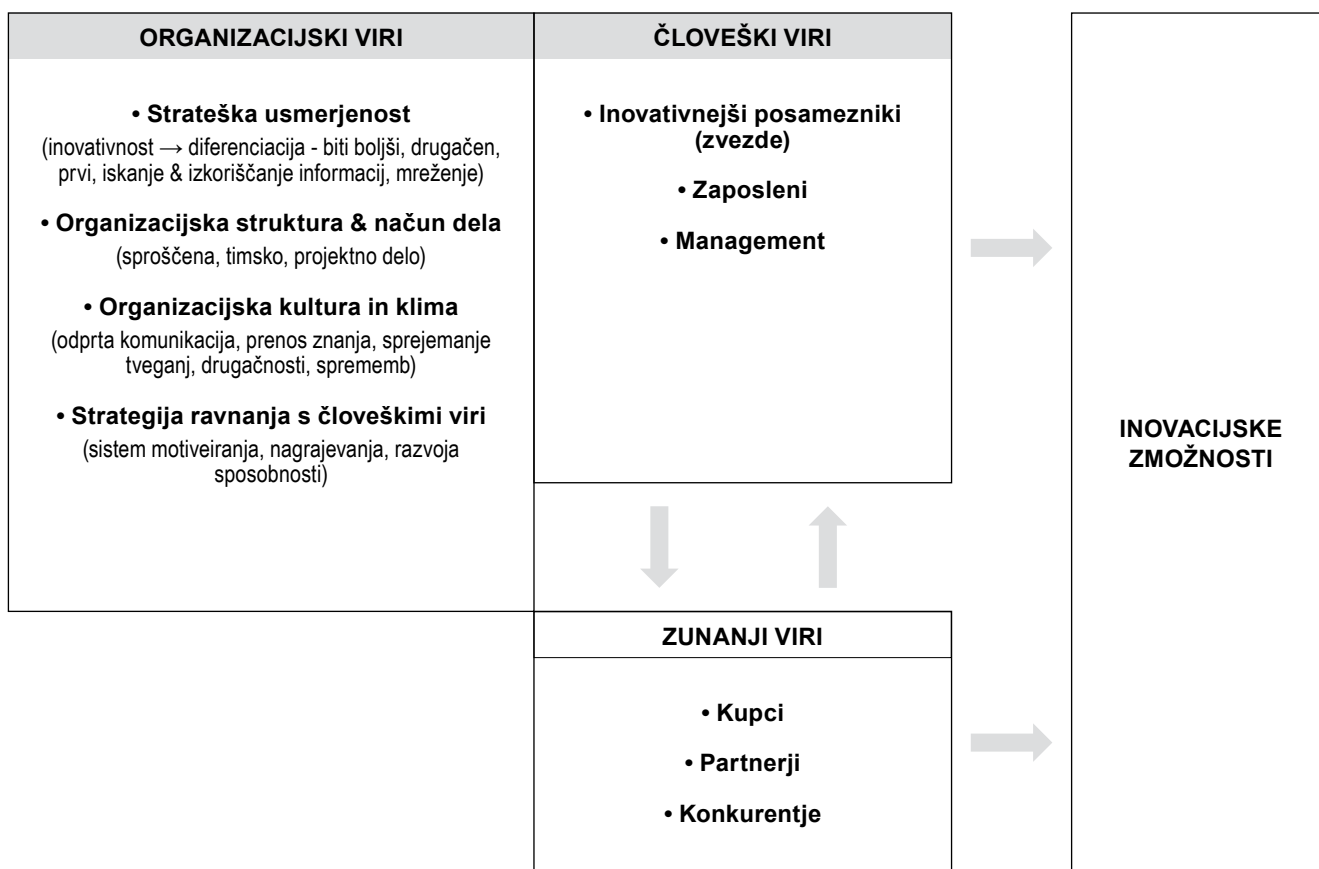 ORGANIZACIJSKI VIRI
• Strateška usmerjenost
(inovativnost → diferenciacija - biti boljši, drugačen,
prvi, iskanje & izkoriščanje informacij, mreženje)
• Organizacijska struktura & način dela
(sproščena, timsko, projektno delo)
• Organizacijska kultura in klima
(odprta komunikacija, prenos znanja, sprejemanje
tveganj, drugačnosti, sprememb)
• Strategija ravnanja s človeškimi viri
(sistem motiveiranja, nagrajevanja, razvoja
sposobnosti)
ČLOVEŠKI VIRI
• Inovativnejši posamezniki
(zvezde)
• Zaposleni
• Management
ZUNANJI VIRI
• Kupci
• Partnerji
• Konkurentje
INOVACIJSKE
ZMOŽNOSTI